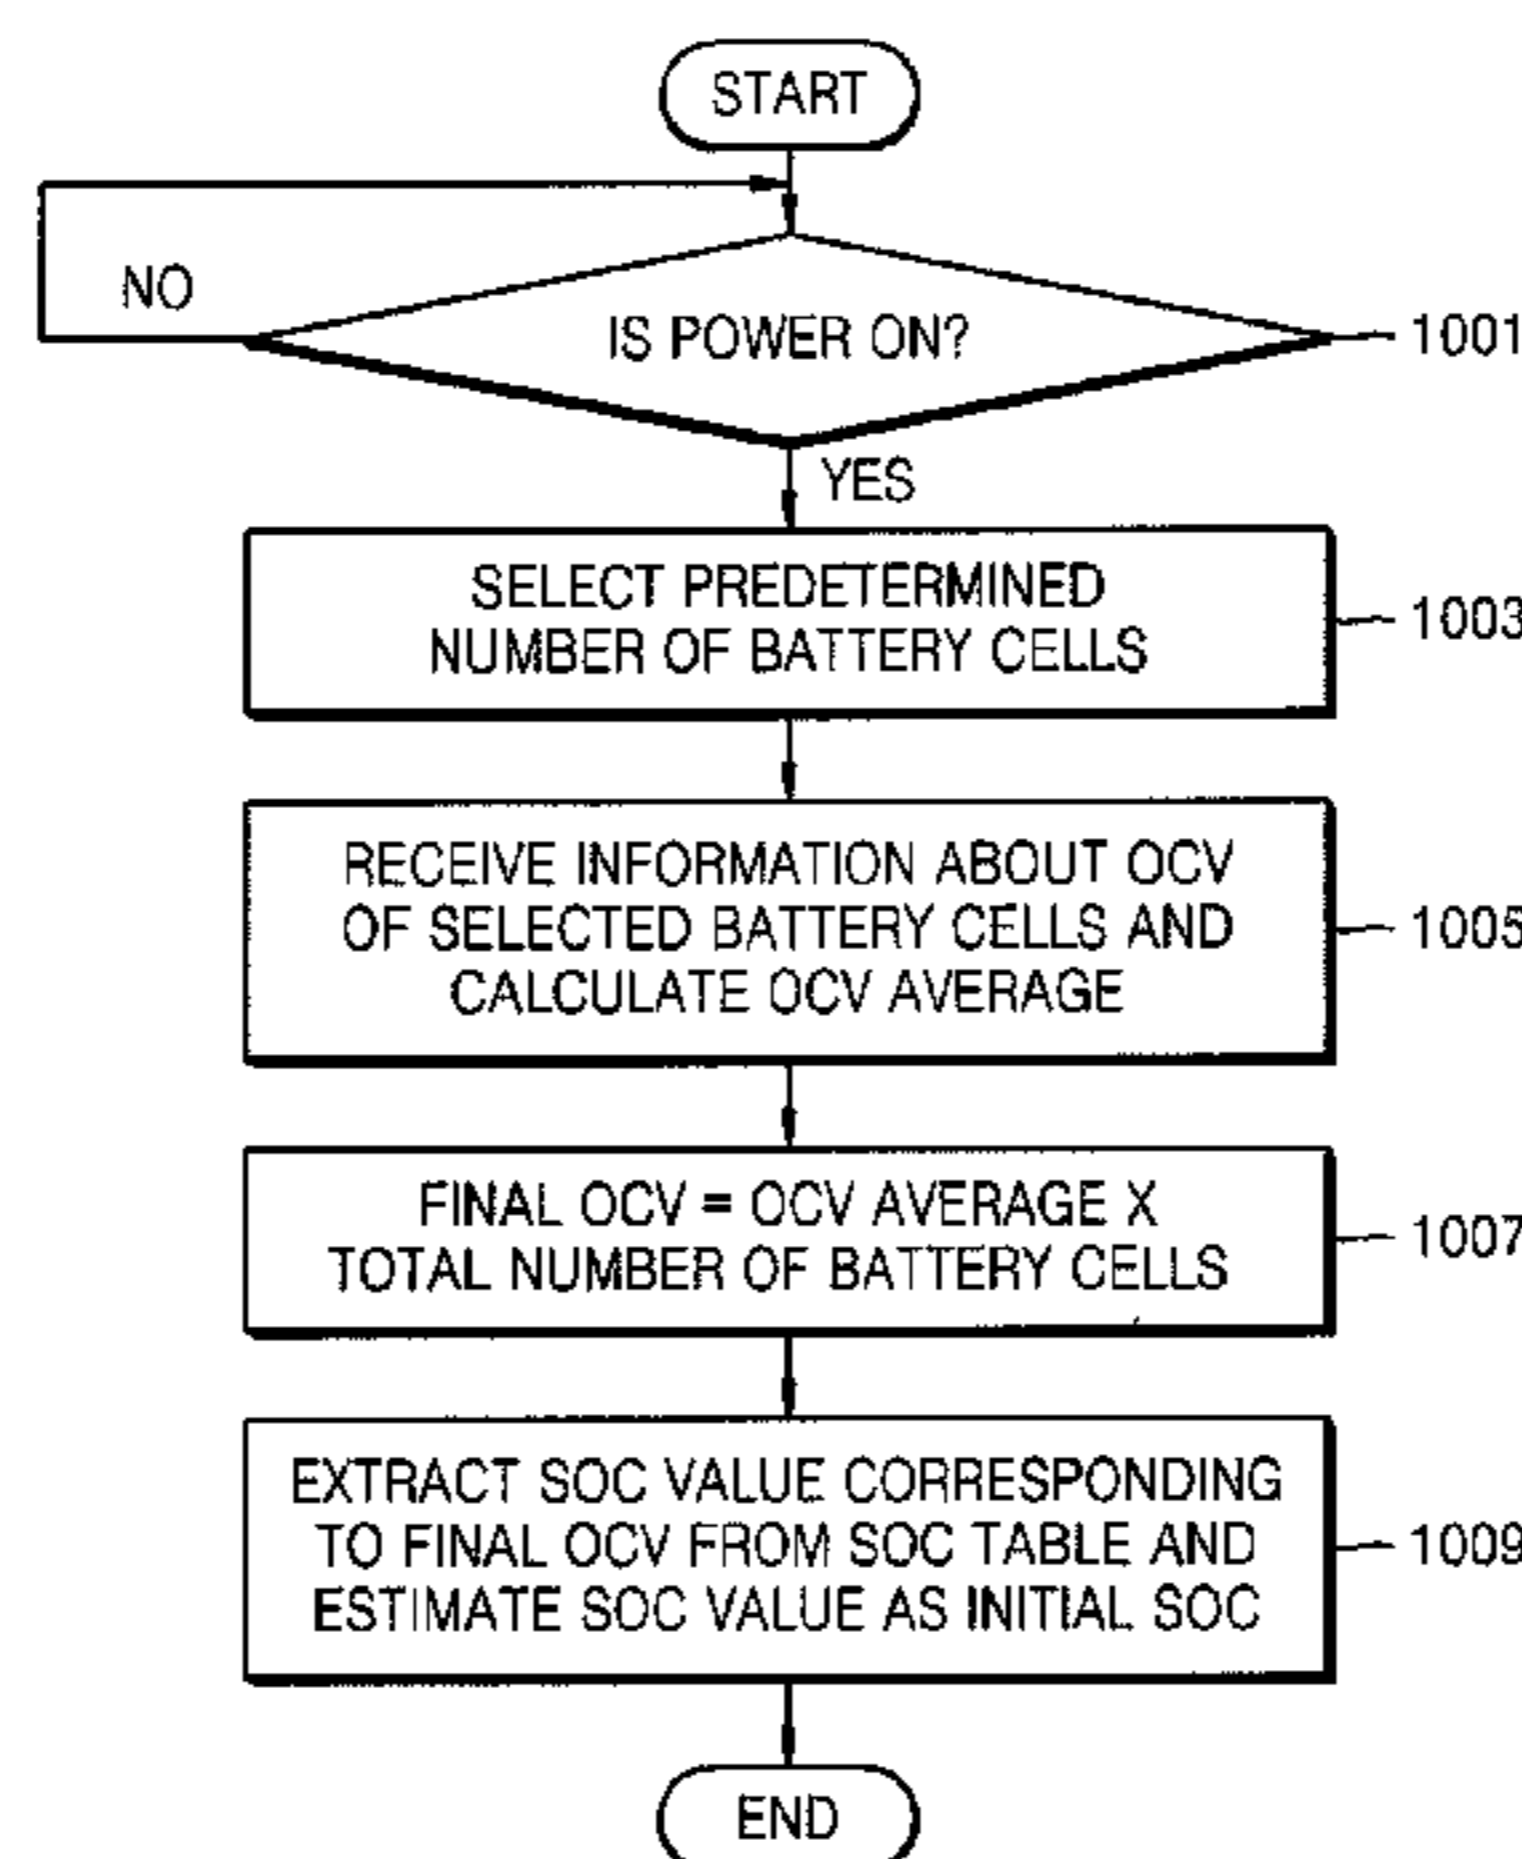 START
NO
IS POWER ON?
1001
YES
SELECT PREDETERMINED
NUMBER OF BATTERY CELLS
1003
RECEIVE INFORMATION ABOUT OCV
OF SELECTED BATTERY CELLS AND
CALCULATE OCV AVERAGE
1005
FINAL OCV = OCV AVERAGE X
TOTAL NUMBER OF BATTERY CELLS
1007
EXTRACT SOC VALUE CORRESPONDING
TO FINAL OCV FROM SOC TABLE AND
ESTIMATE SOC VALUE AS INITIAL SOC
1009
END